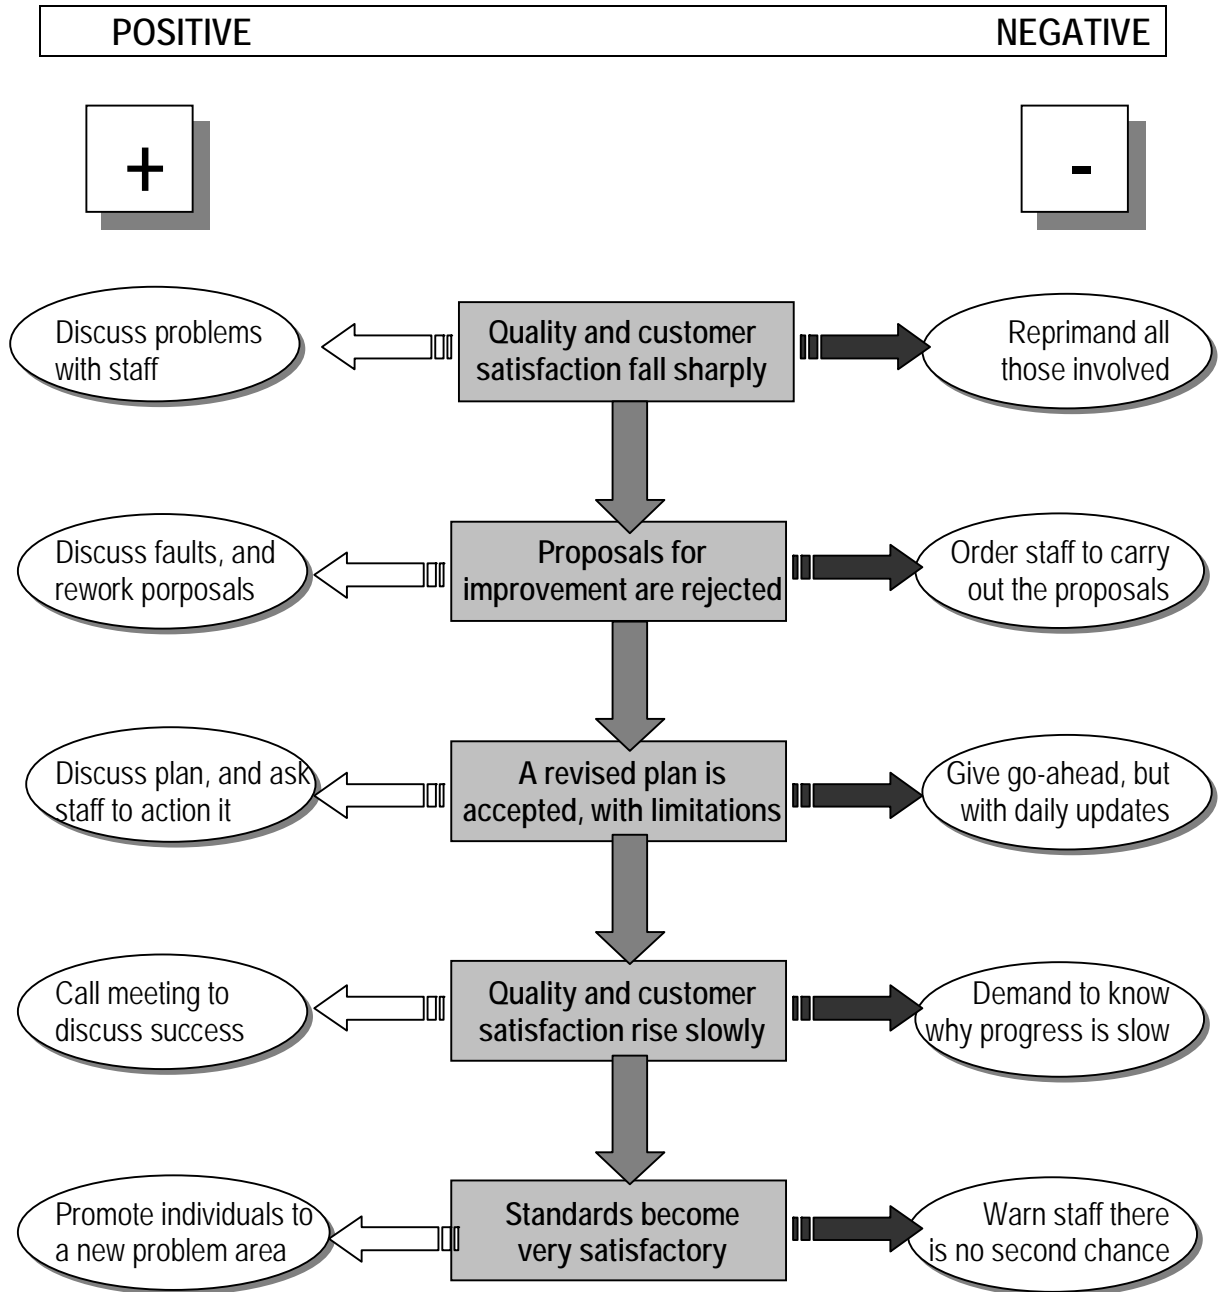 POSITIVE NEGATIVE
+ -
Discuss problems
with staff
Quality and customer
satisfaction fall sharply
Reprimand all
those involved
Discuss faults, and
rework porposals
Proposals for
improvement are rejected
Order staff to carry
out the proposals
Discuss plan, and ask
staff to action it
A revised plan is
accepted, with limitations
Give go-ahead, but
with daily updates
Call meeting to
discuss success
Quality and customer
satisfaction rise slowly
Demand to know
why progress is slow
Promote individuals to
a new problem area
Standards become
very satisfactory
Warn staff there
is no second chance